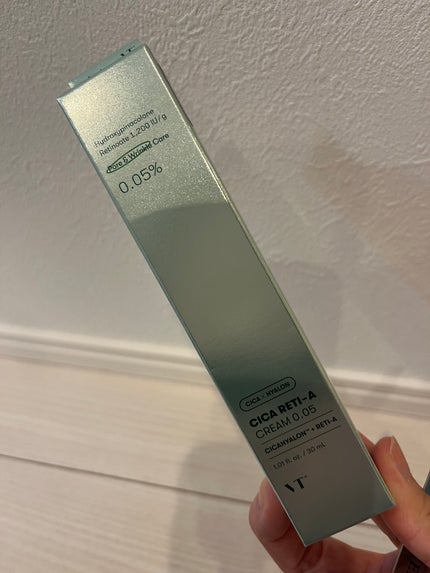 VT
Hydroxypinacolone
Retinoate 1,200 IU/g
Pore & Wrinkle Care
0.05%
CICA × HYALON
CICA RETI-A
CREAM 0.05
CICAHYALON™ + RETI-A
1.01 fl. oz. / 30 mL
VT